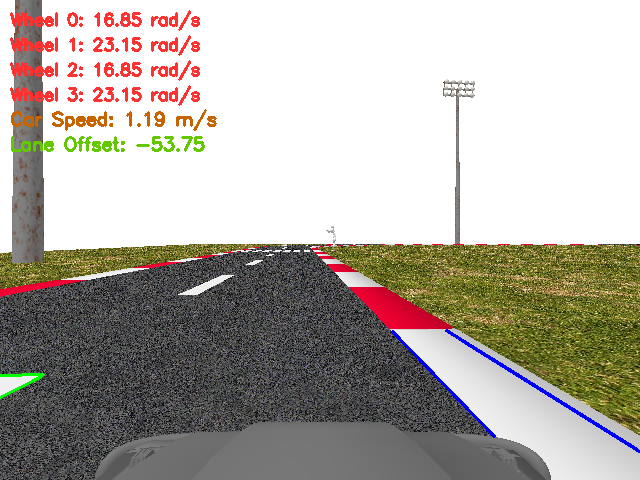 Wheel 0: 16.85 rad/s
Wheel 1: 23.15 rad/s
Wheel 2: 16.85 rad/s
Wheel 3: 23.15 rad/s
Car Speed: 1.19 m/s
Lane Offset: -53.75